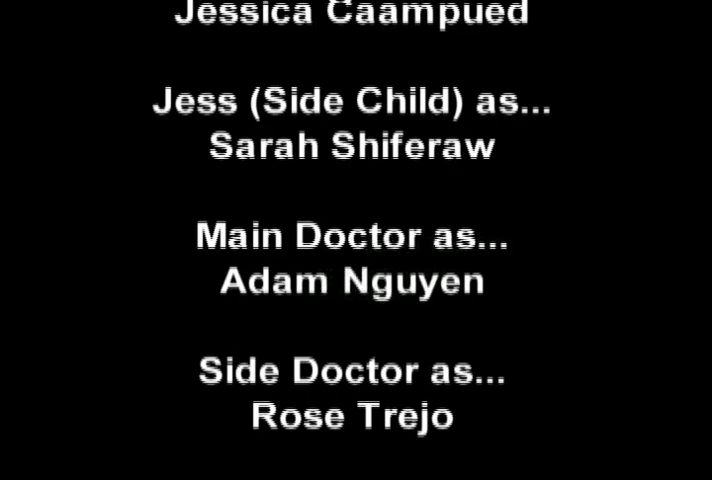 Jessica Caampued
Jess (Side Child) as...
Sarah Shiferaw
Main Doctor as...
Adam Nguyen
Side Doctor as...
Rose Trejo